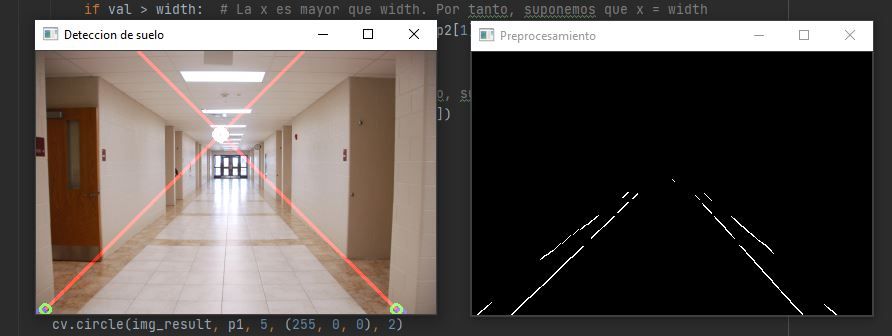 if val > width:  # La x es mayor que width. Por tanto, suponemos que x = width
Deteccion de suelo
Preprocesamiento
p2[1
o, su
])
cv.circle(img_result, p1, 5, (255, 0, 0), 2)